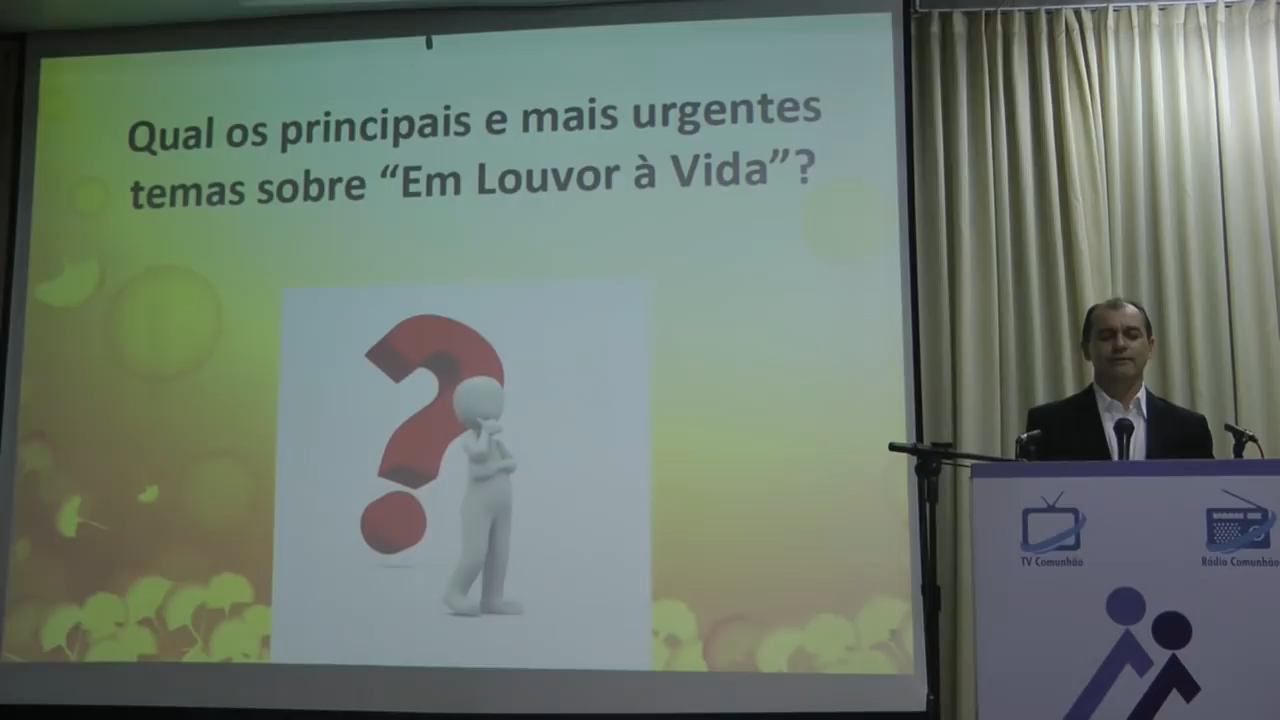 Qual os principais e mais urgentes
temas sobre “Em Louvor à Vida”?
TV Comunhão
Rádio Comunhão